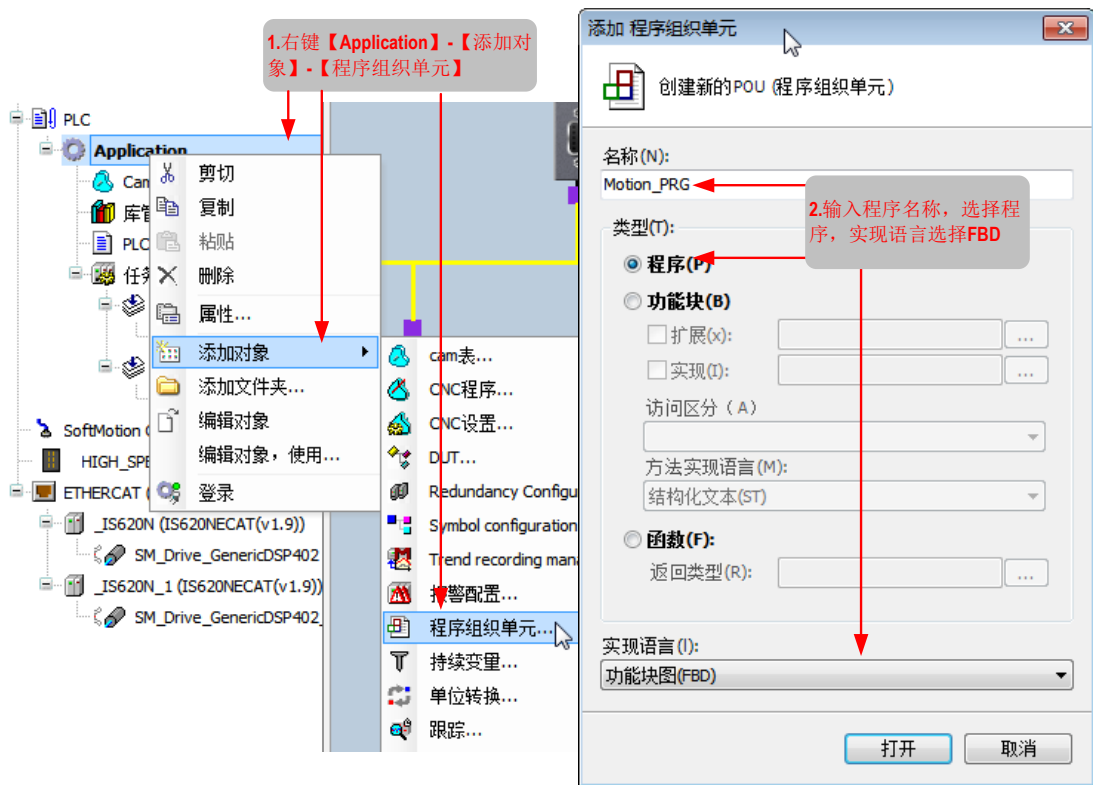 1.右键【Application】-【添加对
象】-【程序组织单元】
PLC
Application
Cam
库管
PLC
任务
SoftMotion
HIGH_SPE
ETHERCAT (
_IS620N (IS620NECAT(v1.9))
SM_Drive_GenericDSP402
_IS620N_1 (IS620NECAT(v1.9))
SM_Drive_GenericDSP402_
剪切
复制
粘贴
删除
属性...
添加对象
添加文件夹...
编辑对象
编辑对象，使用...
登录
cam表...
CNC程序...
CNC设置...
DUT...
Redundancy Configu
Symbol configuration
Trend recording man
报警配置...
程序组织单元...
持续变量...
单位转换...
跟踪...
添加 程序组织单元
创建新的POU (程序组织单元)
名称(N):
Motion_PRG
2.输入程序名称，选择程
序，实现语言选择FBD
类型(T):
程序(P)
功能块(B)
扩展(x):
...
实现(I):
...
访问区分（A）
方法实现语言(M):
结构化文本(ST)
函数(F):
返回类型(R):
...
实现语言(I):
功能块图(FBD)
打开
取消